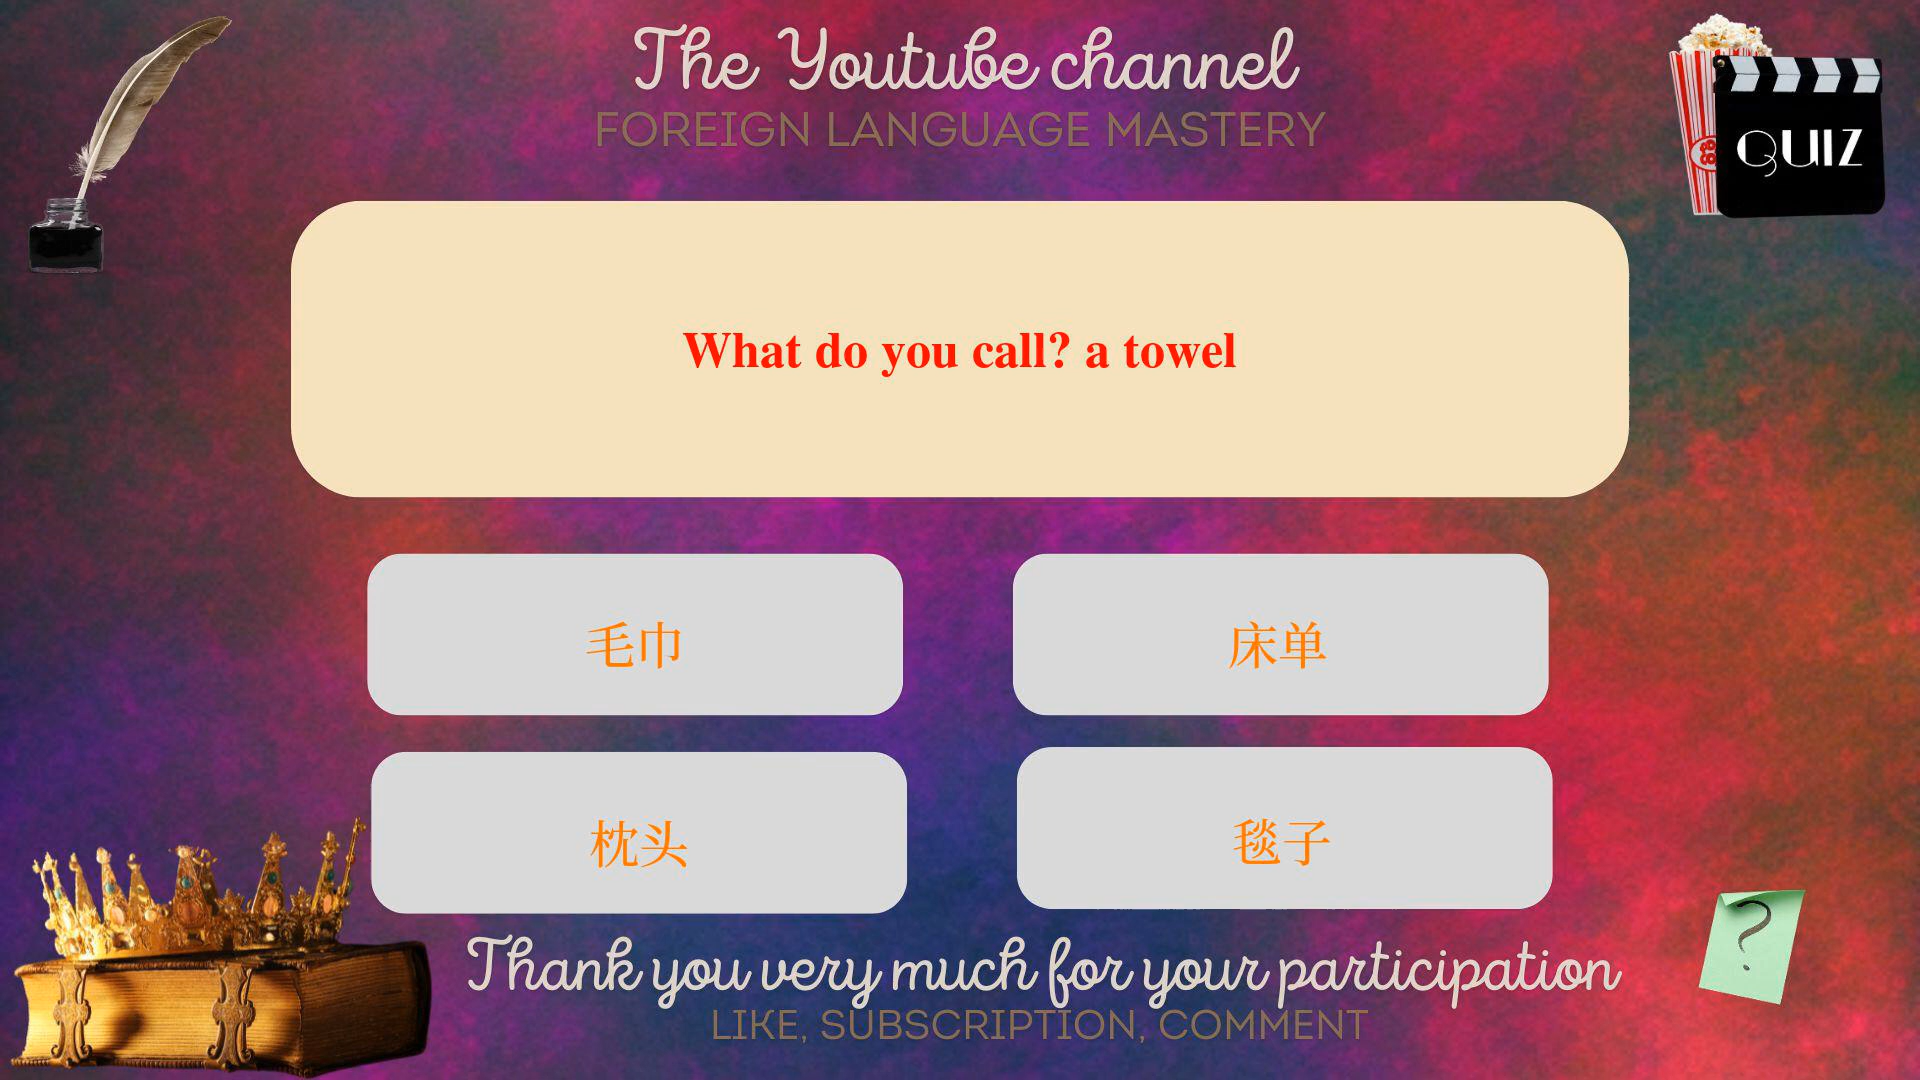 The Youtube channel
FOREIGN LANGUAGE MASTERY
QUIZ
88
What do you call? a towel
毛巾
床单
枕头
毯子
?
Thank you very much for your participation
LIKE, SUBSCRIPTION, COMMENT